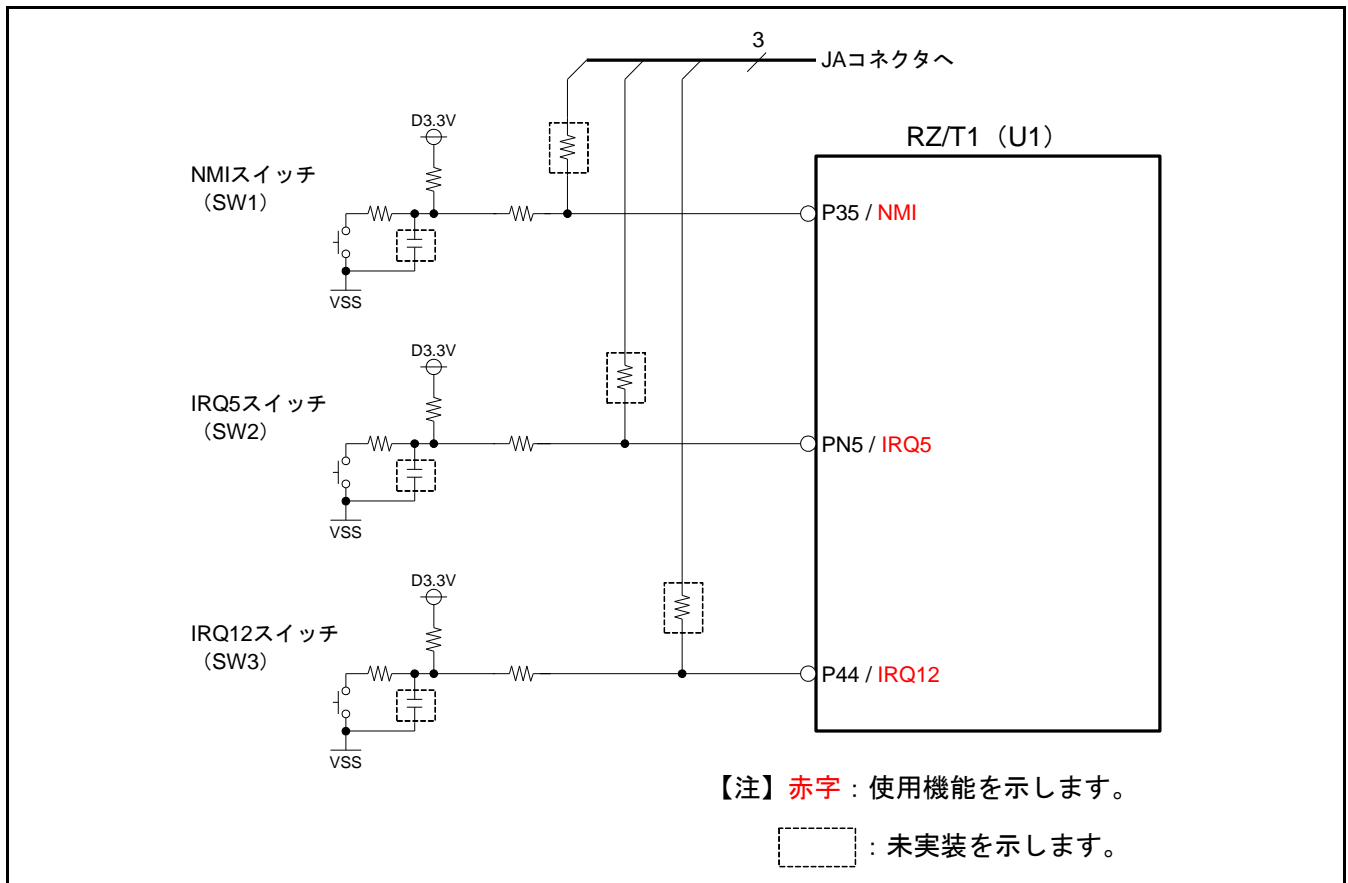 3
JAコネクタへ
RZ/T1（U1）
D3.3V
NMIスイッチ
（SW1）
P35 / NMI
VSS
D3.3V
IRQ5スイッチ
（SW2）
PN5 / IRQ5
VSS
D3.3V
IRQ12スイッチ
（SW3）
P44 / IRQ12
VSS
【注】赤字：使用機能を示します。
：未実装を示します。